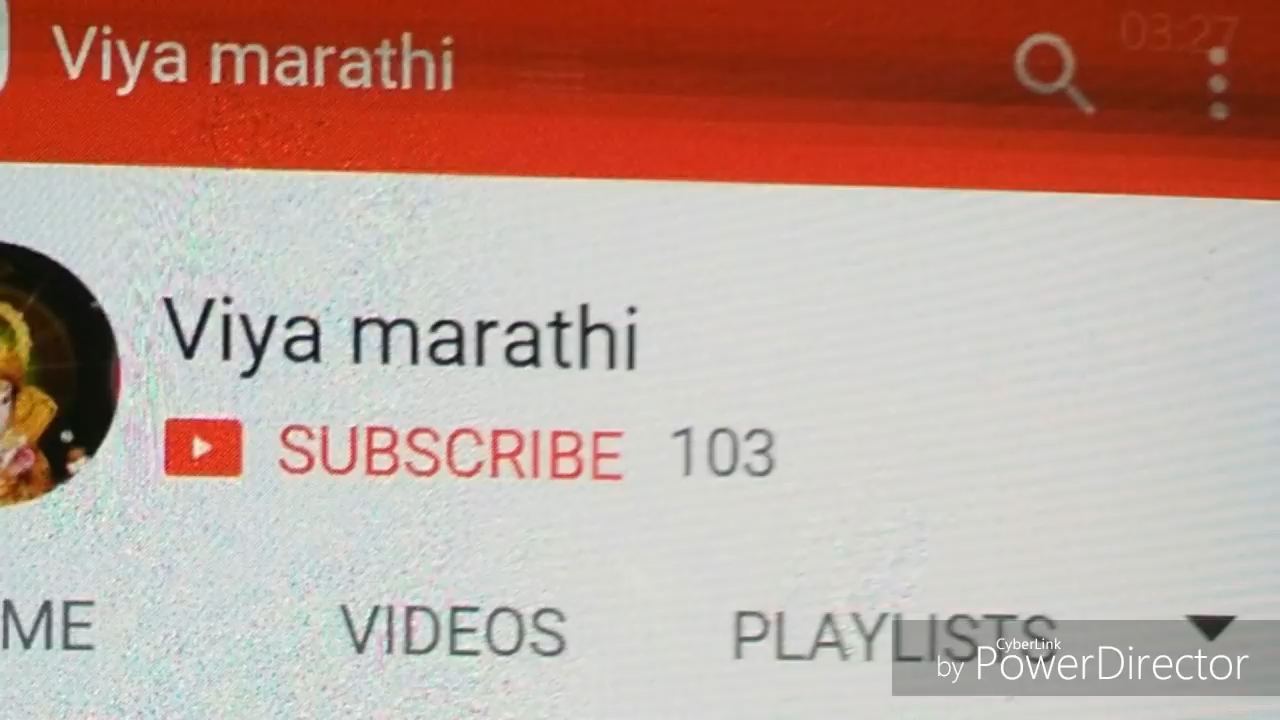 Viya marathi
03:27
Viya marathi
SUBSCRIBE 103
ME VIDEOS PLAYLISTS
CyberLink
by PowerDirector